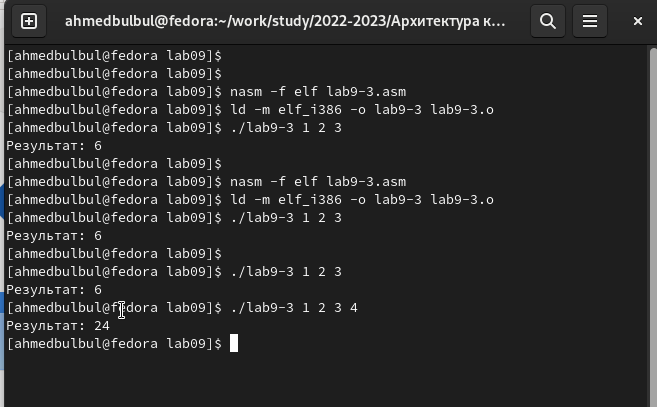 ahmedbulbul@fedora:~/work/study/2022-2023/Архитектура к...
[ahmedbulbul@fedora lab09]$
[ahmedbulbul@fedora lab09]$
[ahmedbulbul@fedora lab09]$ nasm -f elf lab9-3.asm
[ahmedbulbul@fedora lab09]$ ld -m elf_i386 -o lab9-3 lab9-3.o
[ahmedbulbul@fedora lab09]$ ./lab9-3 1 2 3
Результат: 6
[ahmedbulbul@fedora lab09]$
[ahmedbulbul@fedora lab09]$ nasm -f elf lab9-3.asm
[ahmedbulbul@fedora lab09]$ ld -m elf_i386 -o lab9-3 lab9-3.o
[ahmedbulbul@fedora lab09]$ ./lab9-3 1 2 3
Результат: 6
[ahmedbulbul@fedora lab09]$
[ahmedbulbul@fedora lab09]$ ./lab9-3 1 2 3
Результат: 6
[ahmedbulbul@fedora lab09]$ ./lab9-3 1 2 3 4
Результат: 24
[ahmedbulbul@fedora lab09]$